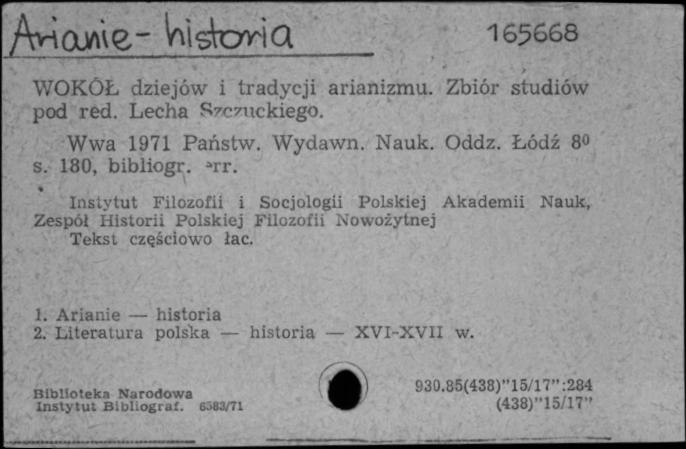 Arianie - historia
165668
WOKÓŁ dziejów i tradycji arianizmu. Zbiór studiów
pod red. Lecha Szczuckiego.
Wwa 1971 Państw. Wydawn. Nauk. Oddz. Łódź 8⁰
s. 180, bibliogr. err.
Instytut Filozofii i Socjologii Polskiej Akademii Nauk,
Zespół Historii Polskiej Filozofii Nowożytnej
Tekst częściowo łac.
1. Arianie — historia
2. Literatura polska — historia — XVI-XVII w.
Biblioteka Narodowa
Instytut Bibliograf. 6583/71
930.85(438)"15/17":284
(438)"15/17"